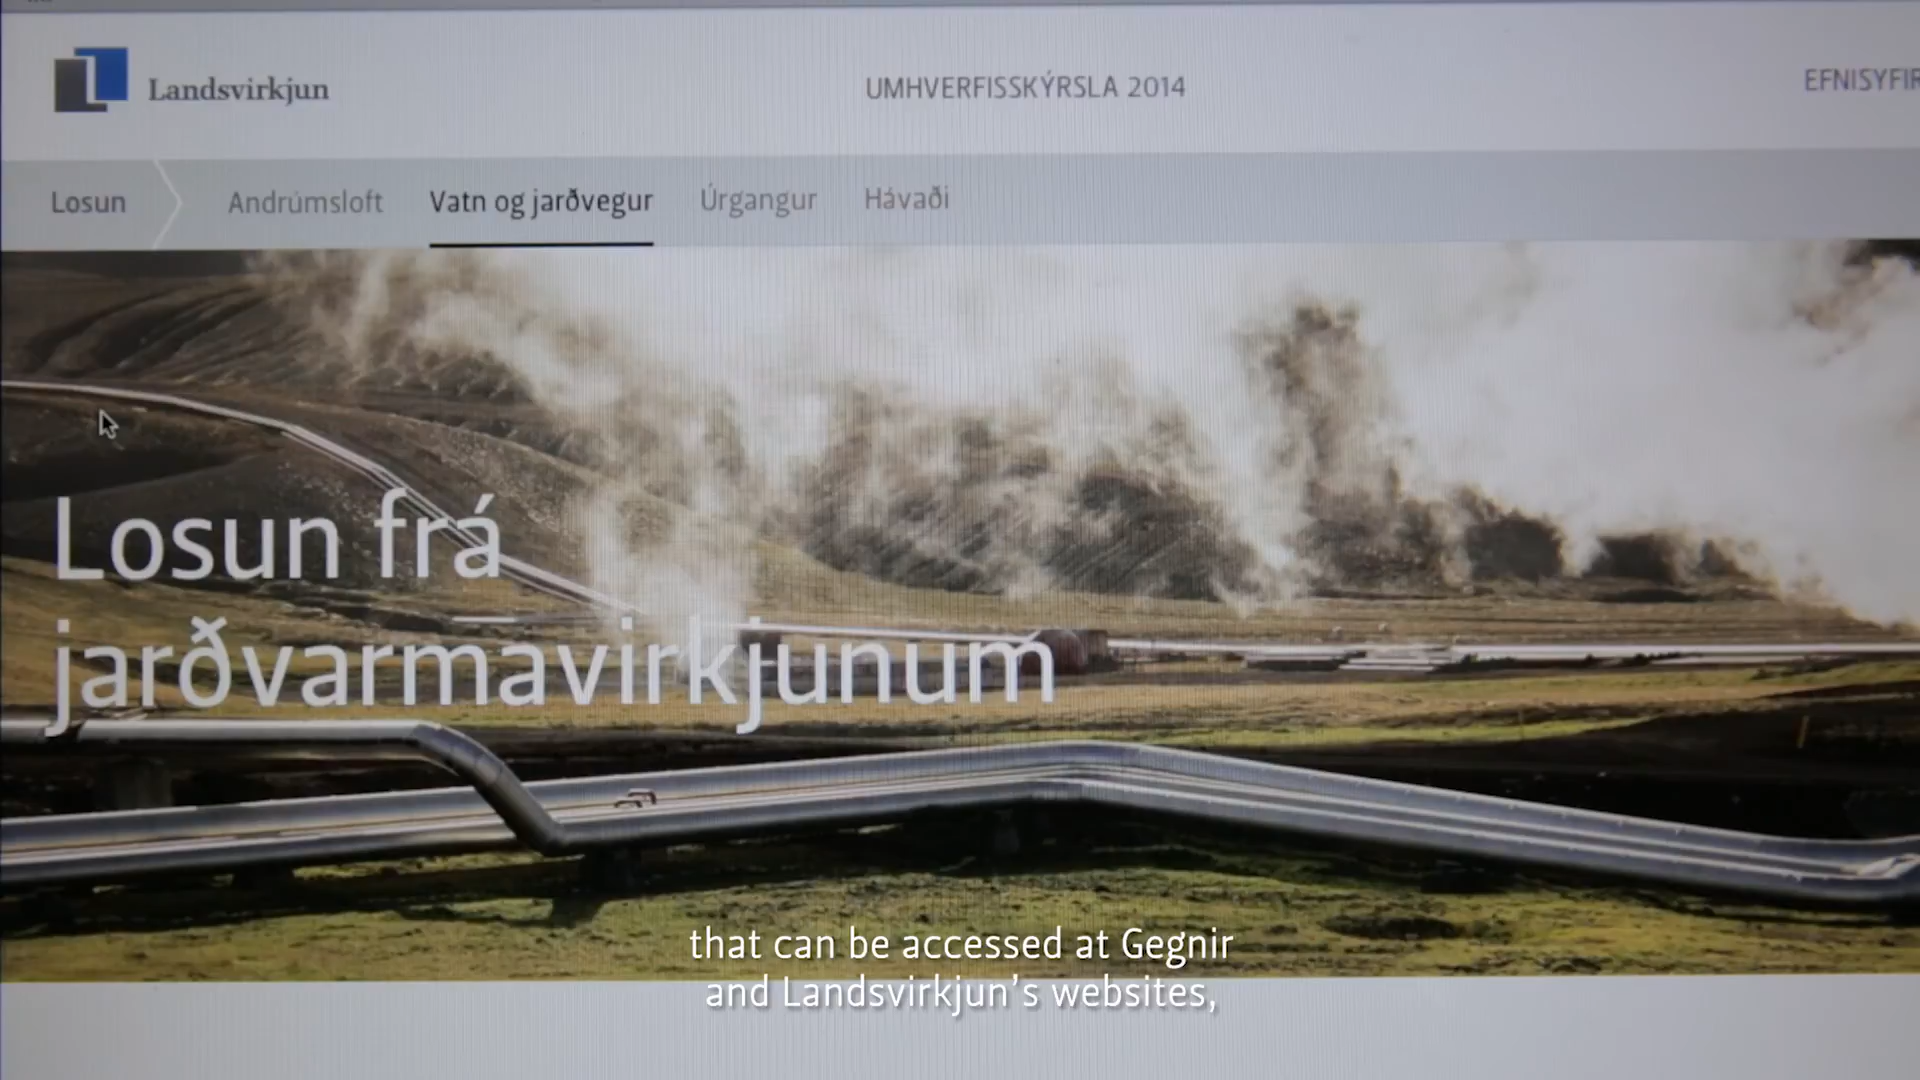 Landsvirkjun
UMHVERFISSKÝRSLA 2014
EFNISYFIR
Losun
Andrúmsloft
Vatn og jarðvegur
Úrgangur
Hávaði
Losun frá
jarðvarmavirkjunum
that can be accessed at Gegnir
and Landsvirkjun's websites,